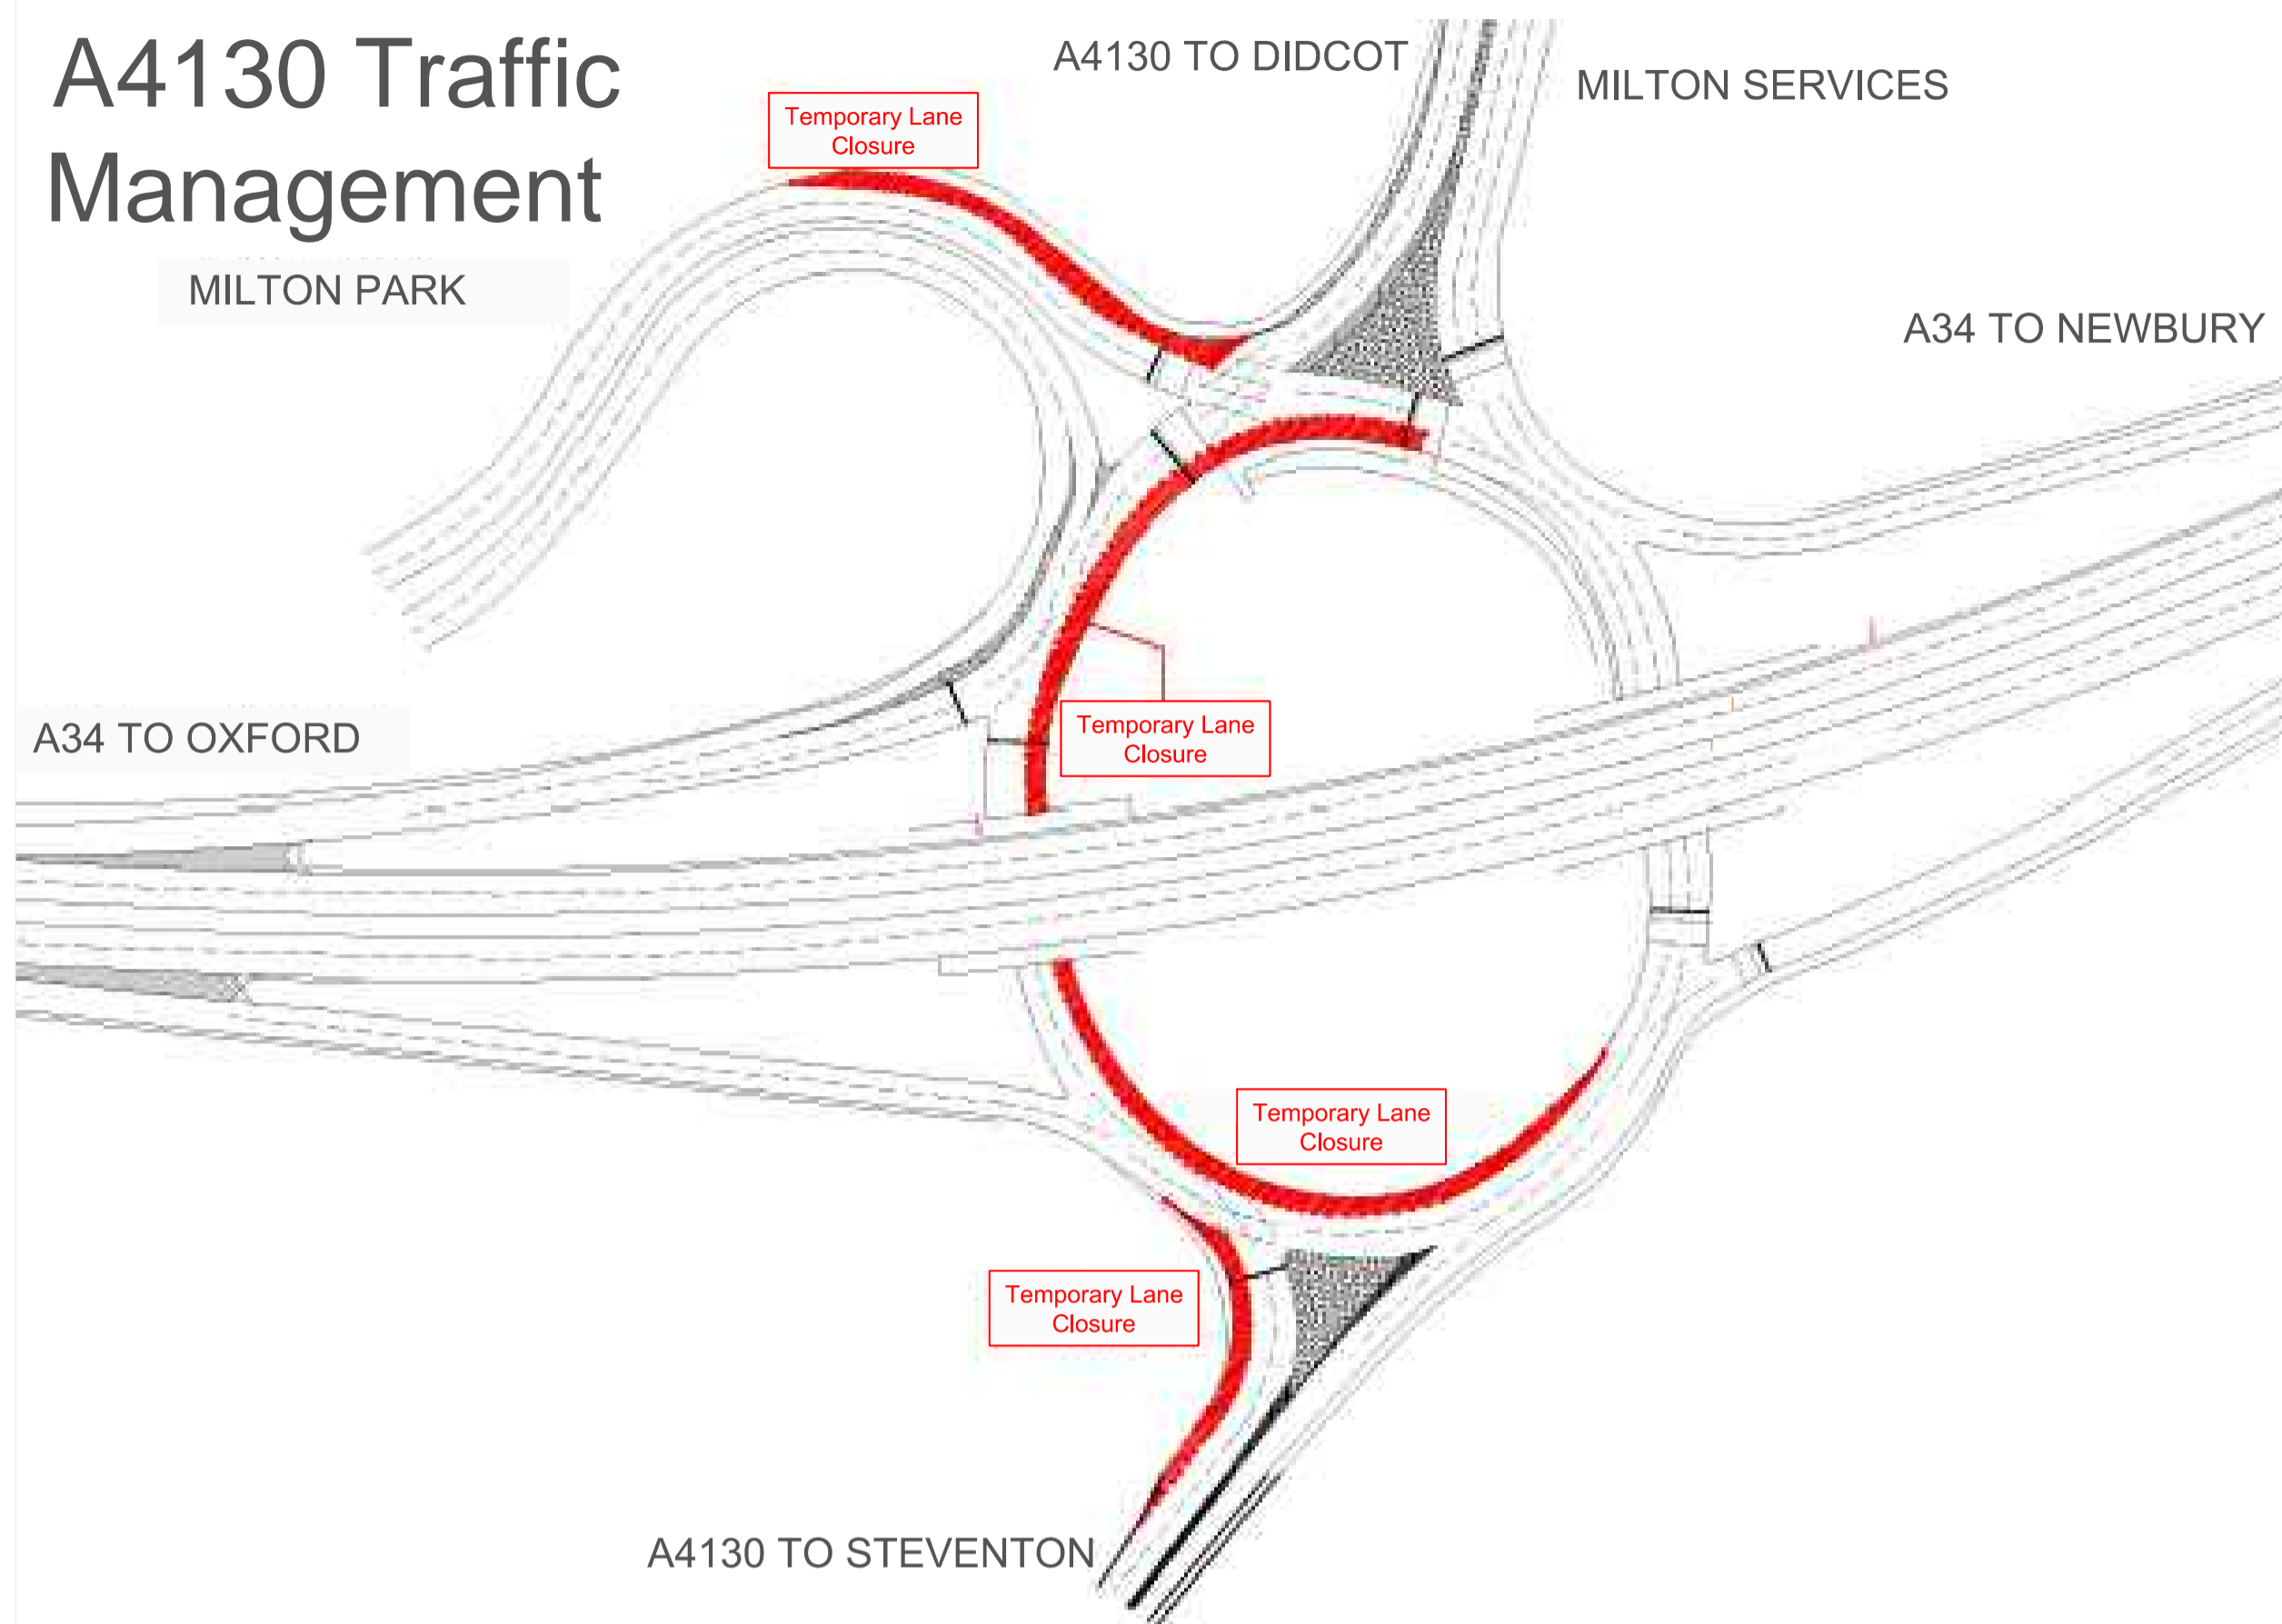 A4130 Traffic
Management
A4130 TO DIDCOT
MILTON SERVICES
Temporary Lane
Closure
MILTON PARK
A34 TO NEWBURY
A34 TO OXFORD
Temporary Lane
Closure
Temporary Lane
Closure
Temporary Lane
Closure
A4130 TO STEVENTON